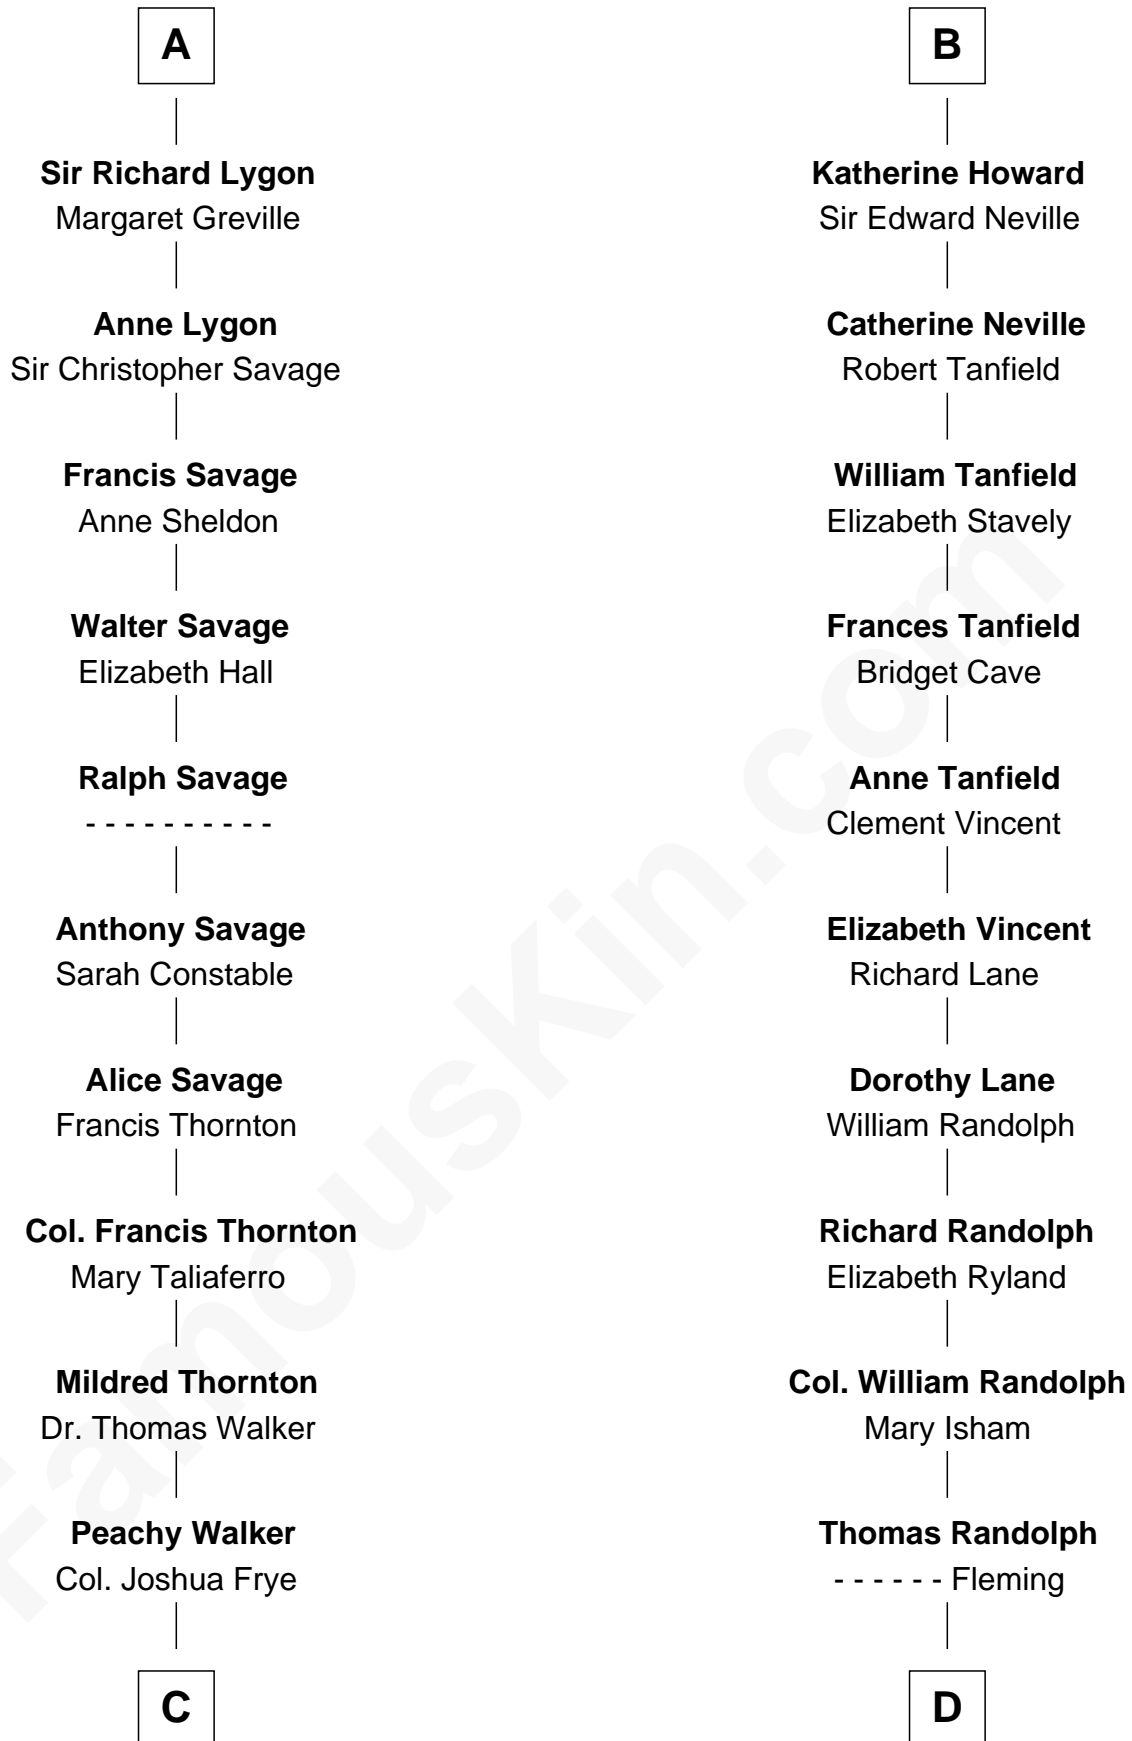 A
Sir Richard Lygon
Margaret Greville
Anne Lygon
Sir Christopher Savage
Francis Savage
Anne Sheldon
Walter Savage
Elizabeth Hall
Ralph Savage
- - - - - - - - - -
Anthony Savage
Sarah Constable
Alice Savage
Francis Thornton
Col. Francis Thornton
Mary Taliaferro
Mildred Thornton
Dr. Thomas Walker
Peachy Walker
Col. Joshua Frye
C
B
Katherine Howard
Sir Edward Neville
Catherine Neville
Robert Tanfield
William Tanfield
Elizabeth Stavely
Frances Tanfield
Bridget Cave
Anne Tanfield
Clement Vincent
Elizabeth Vincent
Richard Lane
Dorothy Lane
William Randolph
Richard Randolph
Elizabeth Ryland
Col. William Randolph
Mary Isham
Thomas Randolph
- - - - - - Fleming
D
FamousKin.com